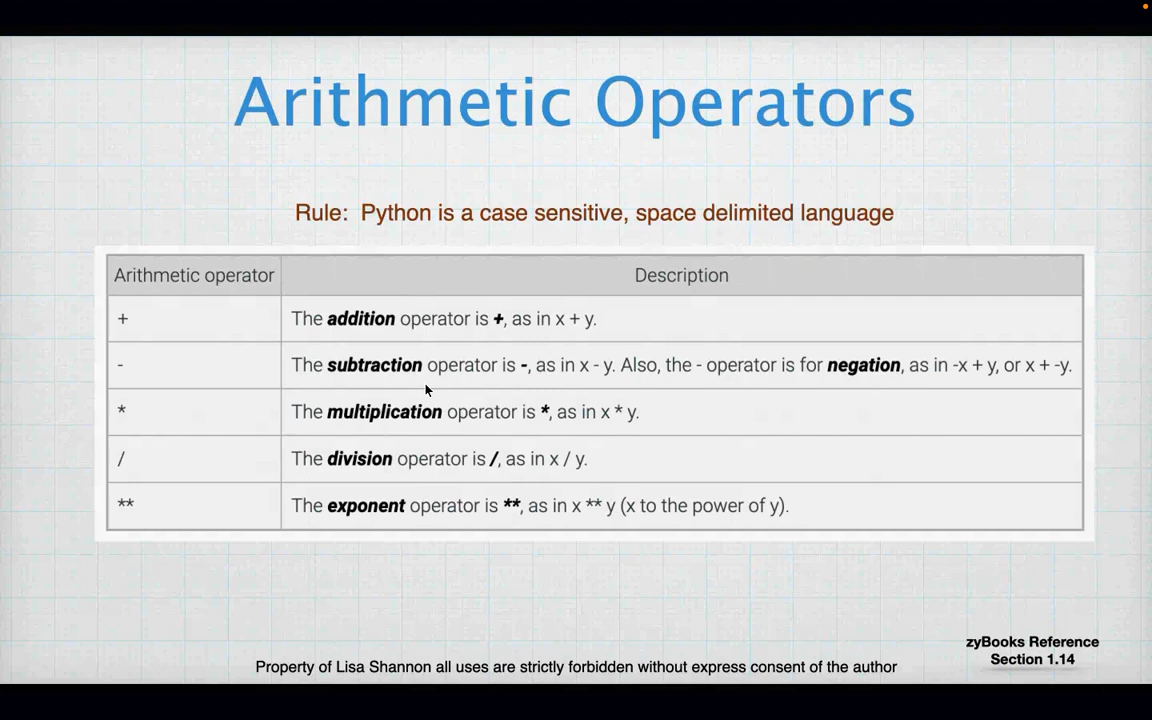 Arithmetic Operators
Rule: Python is a case sensitive, space delimited language
Arithmetic operator Description
+ The addition operator is +, as in x + y.
- The subtraction operator is -, as in x - y. Also, the - operator is for negation, as in -x + y, or x + -y.
* The multiplication operator is *, as in x * y.
/ The division operator is /, as in x / y.
** The exponent operator is **, as in x ** y (x to the power of y).
zyBooks Reference
Section 1.14
Property of Lisa Shannon all uses are strictly forbidden without express consent of the author